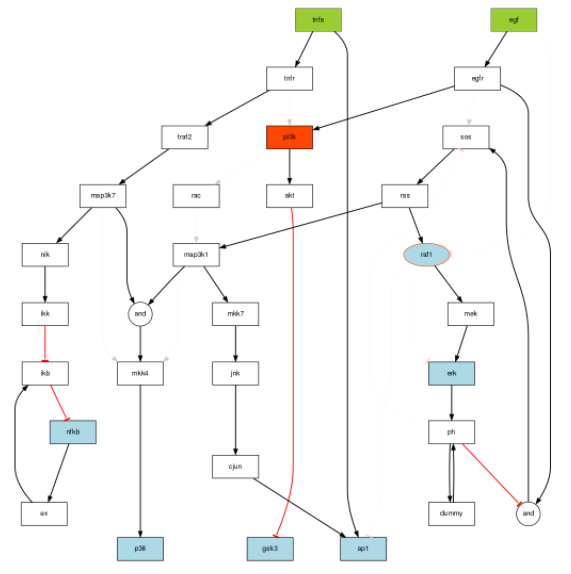 tnfa egf
tnfr egfr
traf2 pi3k sos
map3k7 rac akt ras
nik map3k1 raf1
ikk and mkk7 mek
ikb mkk4 jnk erk
nfkb ph
cjun
ex dummy and
p38 gsk3 ap1